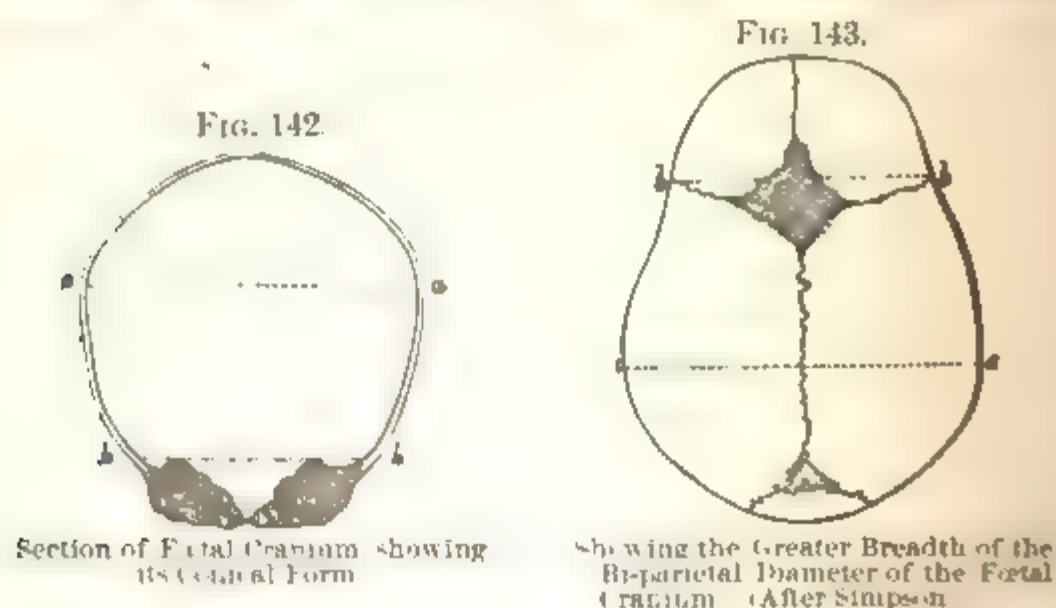 FIG. 142
Section of Fœtal Cranium showing
its Conical Form
FIG 143.
Showing the Greater Breadth of the
Bi-parietal Diameter of the Fœtal
Cranium (After Simpson